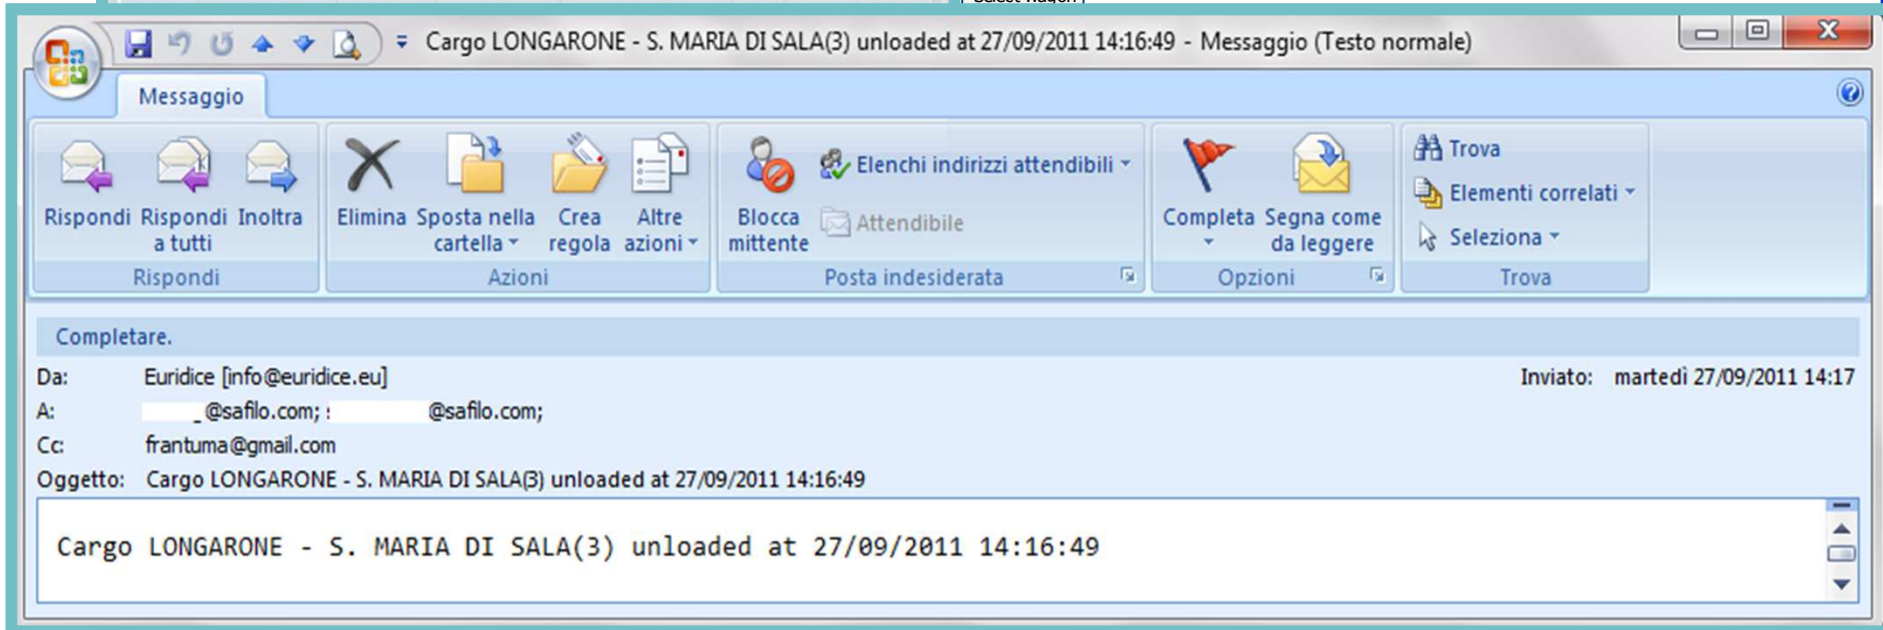 Select wagon
Cargo LONGARONE - S. MARIA DI SALA(3) unloaded at 27/09/2011 14:16:49 - Messaggio (Testo normale)
Messaggio
Rispondi Rispondi a tutti Inoltra
Rispondi
Elimina Sposta nella cartella Crea regola Altre azioni
Azioni
Blocca mittente Elenchi indirizzi attendibili
Attendibile
Posta indesiderata
Completa Segna come da leggere
Opzioni
Trova
Elementi correlati
Seleziona
Trova
Completare.
Da: Euridice [info@euridice.eu] Inviato: martedì 27/09/2011 14:17
A: _@safilo.com; @safilo.com;
Cc: frantuma@gmail.com
Oggetto: Cargo LONGARONE - S. MARIA DI SALA(3) unloaded at 27/09/2011 14:16:49
Cargo LONGARONE - S. MARIA DI SALA(3) unloaded at 27/09/2011 14:16:49